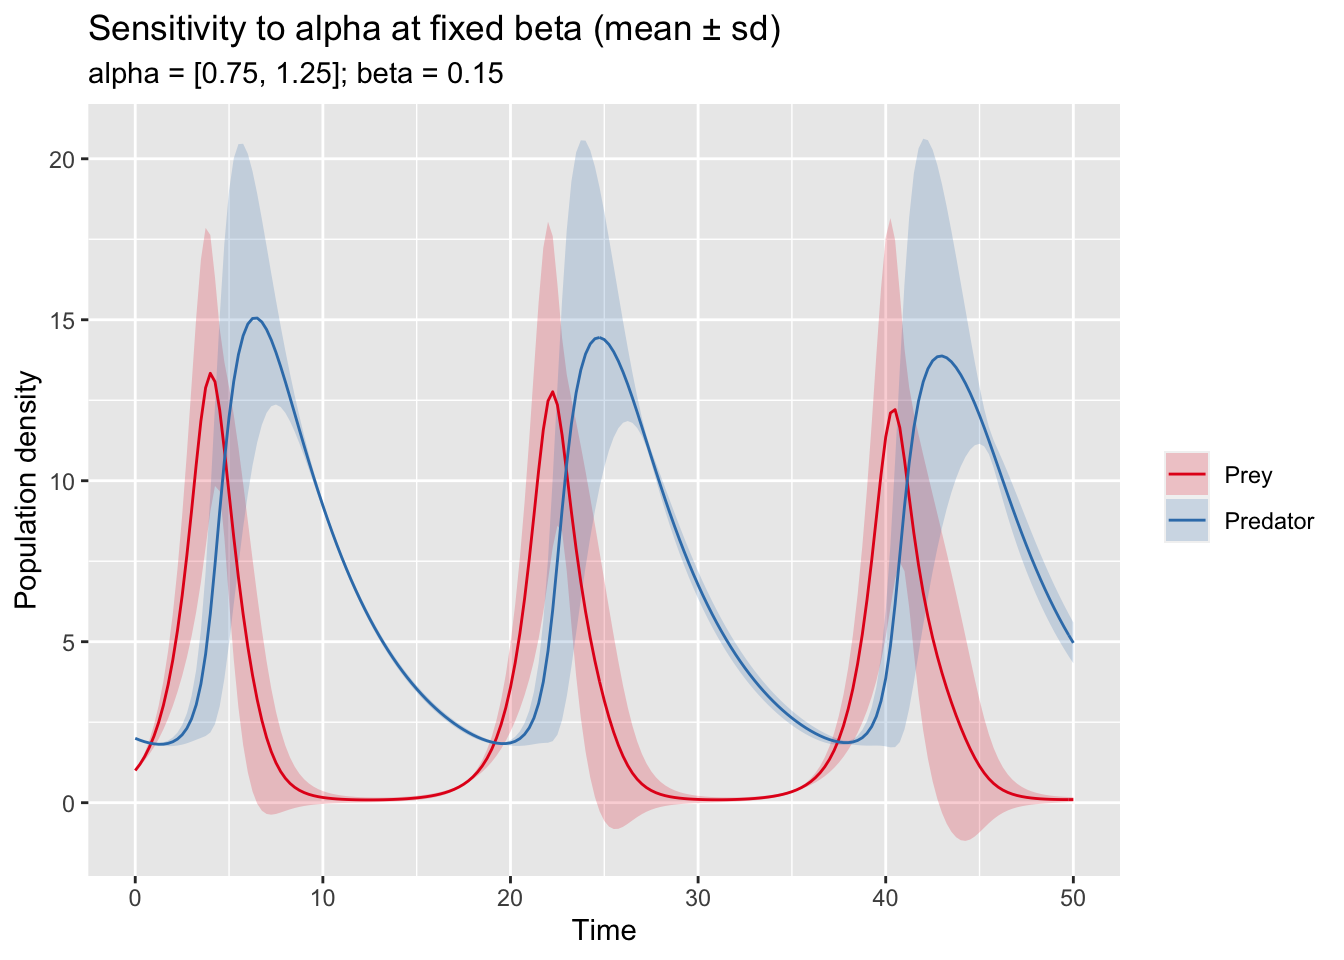 Sensitivity to alpha at fixed beta (mean ± sd)
alpha = [0.75, 1.25]; beta = 0.15
Population density
20
15
10
5
0
0 10 20 30 40 50
Time
Prey
Predator